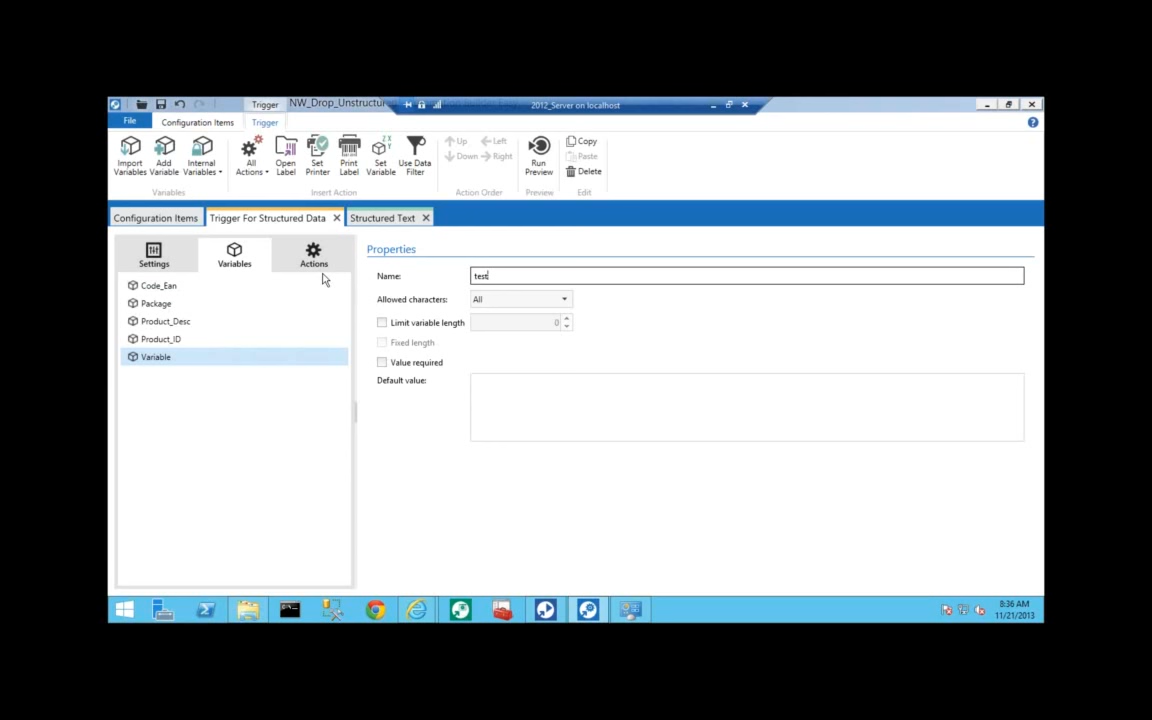 Trigger
NW_Drop_Unstructur
2012_Server on localhost
File
Configuration Items
Trigger
Import Variables
Add Variable
Internal Variables
All Actions
Open Label
Set Printer
Print Label
Set Variable
Use Data Filter
Up
Left
Down
Right
Run Preview
Copy
Paste
Delete
Variables
Insert Action
Action Order
Preview
Edit
Configuration Items
Trigger For Structured Data
Structured Text
Settings
Variables
Actions
Code_Ean
Package
Product_Desc
Product_ID
Variable
Properties
Name:
test
Allowed characters:
All
Limit variable length
0
Fixed length
Value required
Default value:
8:36 AM
11/21/2013